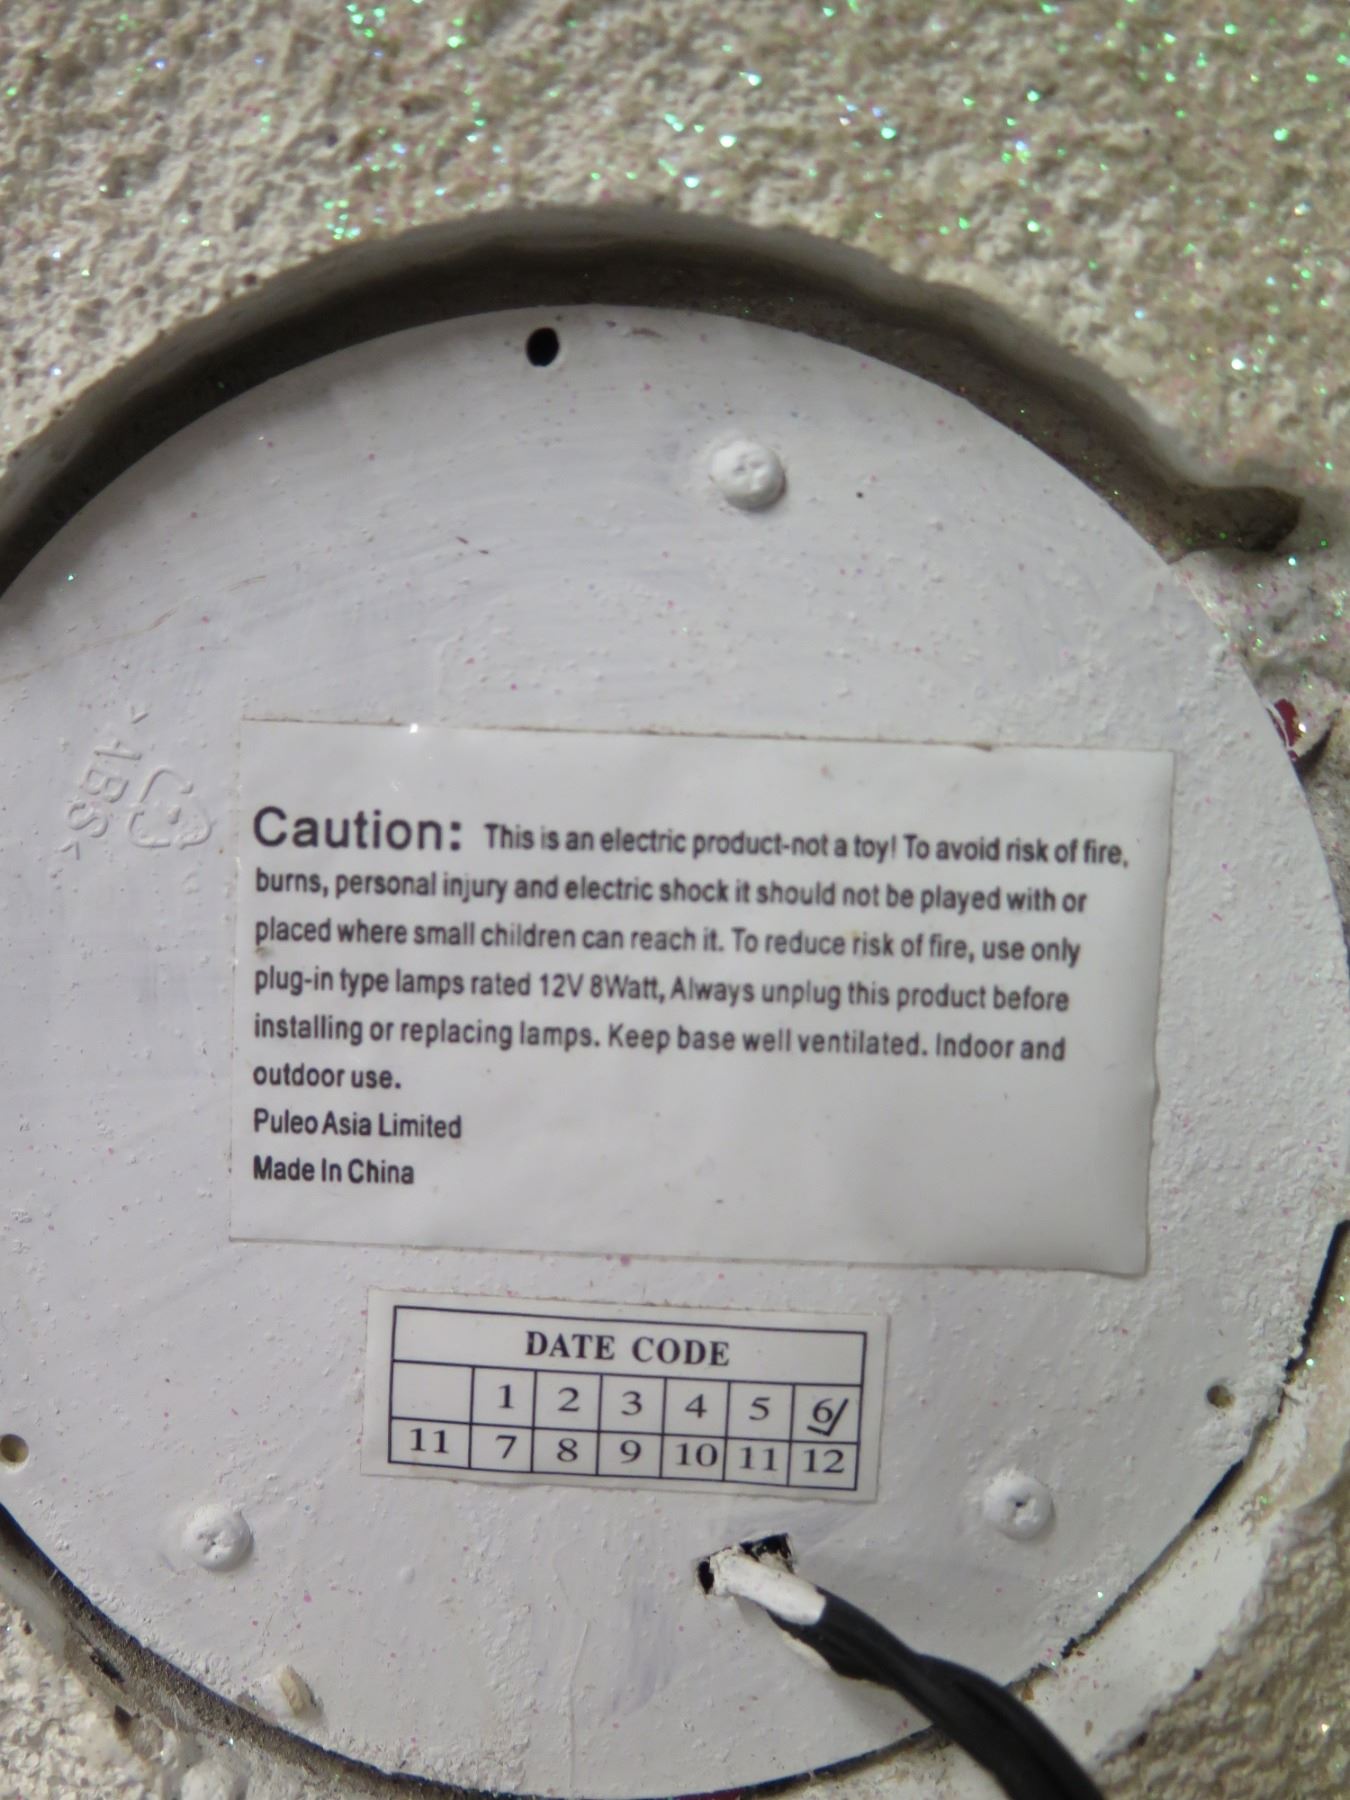 >ABS<
Caution: This is an electric product-not a toy! To avoid risk of fire,
burns, personal injury and electric shock it should not be played with or
placed where small children can reach it. To reduce risk of fire, use only
plug-in type lamps rated 12V 8Watt, Always unplug this product before
installing or replacing lamps. Keep base well ventilated. Indoor and
outdoor use.
Puleo Asia Limited
Made In China
DATE CODE
1 2 3 4 5 6
11 7 8 9 10 11 12